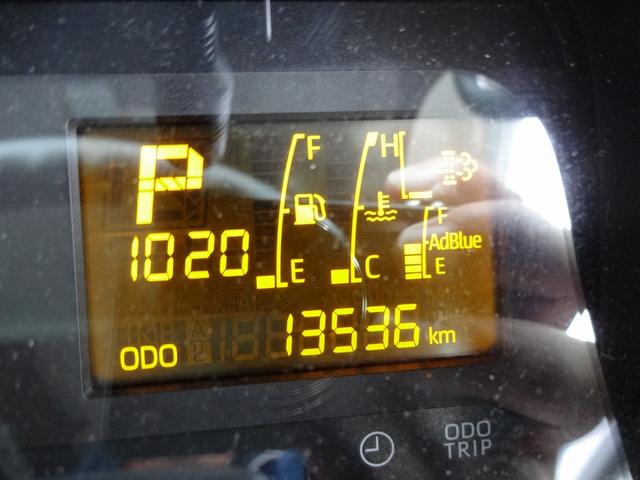 P
F
H
F
AdBlue
1020
E
C
E
ODO 13536 km
ODO
TRIP